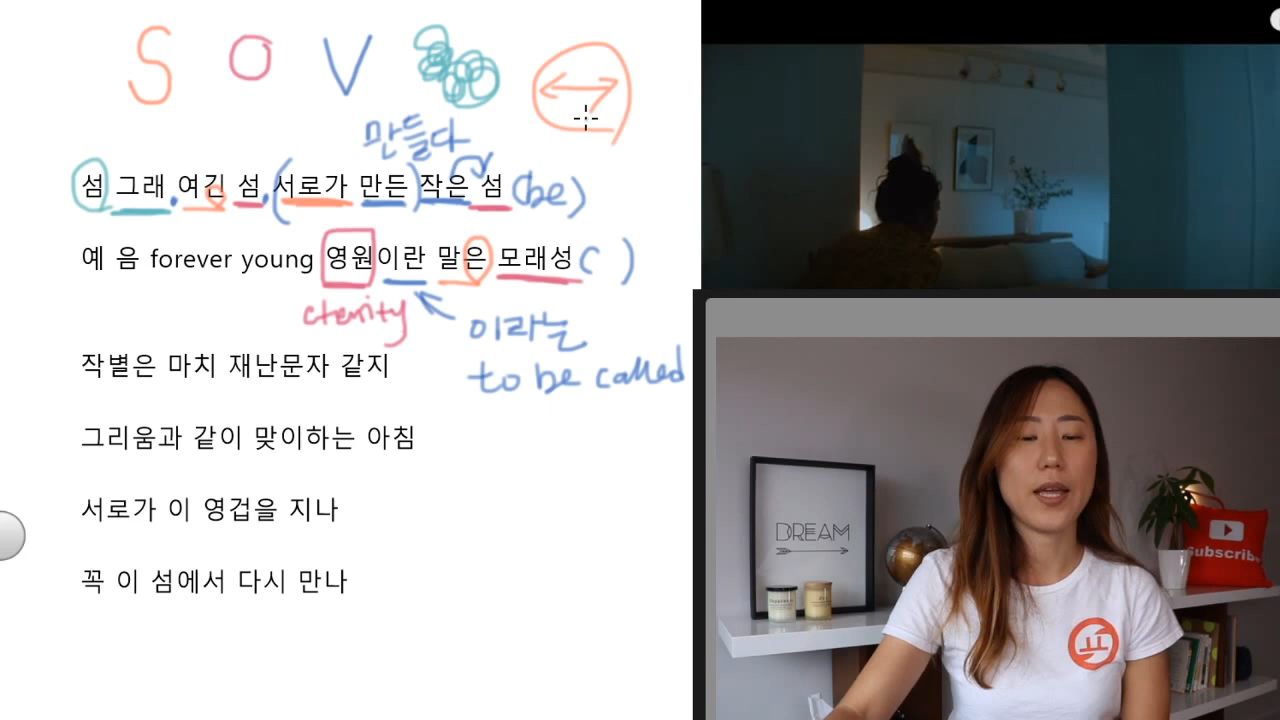 S O V
만들다
섬 그래 여긴 섬, 서로가 만든 작은 섬 (be)
예 음 forever young 영원이란 말은 모래성 ( )
eternity
이라는
to be called
작별은 마치 재난문자 같지
그리움과 같이 맞이하는 아침
서로가 이 영겁을 지나
꼭 이 섬에서 다시 만나
DREAM
Subscribe